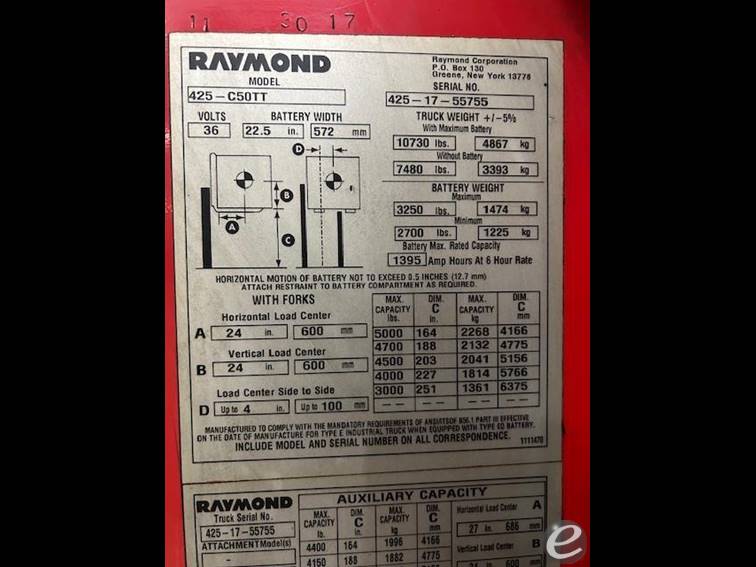 11 30 17
RAYMOND
Raymond Corporation
P.O. Box 130
Greene, New York 13778
MODEL
425-C50TT
SERIAL NO.
425-17-55755
VOLTS
36
BATTERY WIDTH
22.5 in. 572 mm
TRUCK WEIGHT +/-5%
With Maximum Battery
10730 lbs. 4867 kg
Without Battery
7480 lbs. 3393 kg
BATTERY WEIGHT
Maximum
3250 lbs. 1474 kg
Minimum
2700 lbs. 1225 kg
Battery Max. Rated Capacity
1395 Amp Hours At 6 Hour Rate
D
B
A
C
HORIZONTAL MOTION OF BATTERY NOT TO EXCEED 0.5 INCHES (12.7 mm)
ATTACH RESTRAINT TO BATTERY COMPARTMENT AS REQUIRED.
WITH FORKS
Horizontal Load Center
A 24 in. 600 mm
Vertical Load Center
B 24 in. 600 mm
Load Center Side to Side
D Up to 4 in. Up to 100 mm
MAX. CAPACITY lbs. DIM. C in. MAX. CAPACITY kg DIM. C mm
5000 164 2268 4166
4700 188 2132 4775
4500 203 2041 5156
4000 227 1814 5766
3000 251 1361 6375
-- -- -- --
MANUFACTURED TO COMPLY WITH THE MANDATORY REQUIREMENTS OF ANSI/ITSDF B56.1 PART III EFFECTIVE
ON THE DATE OF MANUFACTURE FOR TYPE E INDUSTRIAL TRUCK WHEN EQUIPPED WITH TYPE EO BATTERY.
INCLUDE MODEL AND SERIAL NUMBER ON ALL CORRESPONDENCE.
1111470
RAYMOND
Truck Serial No.
425-17-55755
ATTACHMENT Model(s)
-
AUXILIARY CAPACITY
MAX. CAPACITY lb. DIM. C in. MAX. CAPACITY kg DIM. C mm
4400 164 1996 4166
4150 188 1882 4775
Horizontal Load Center
A
27 in. 686 mm
Vertical Load Center
B
24 in. 600 mm
e